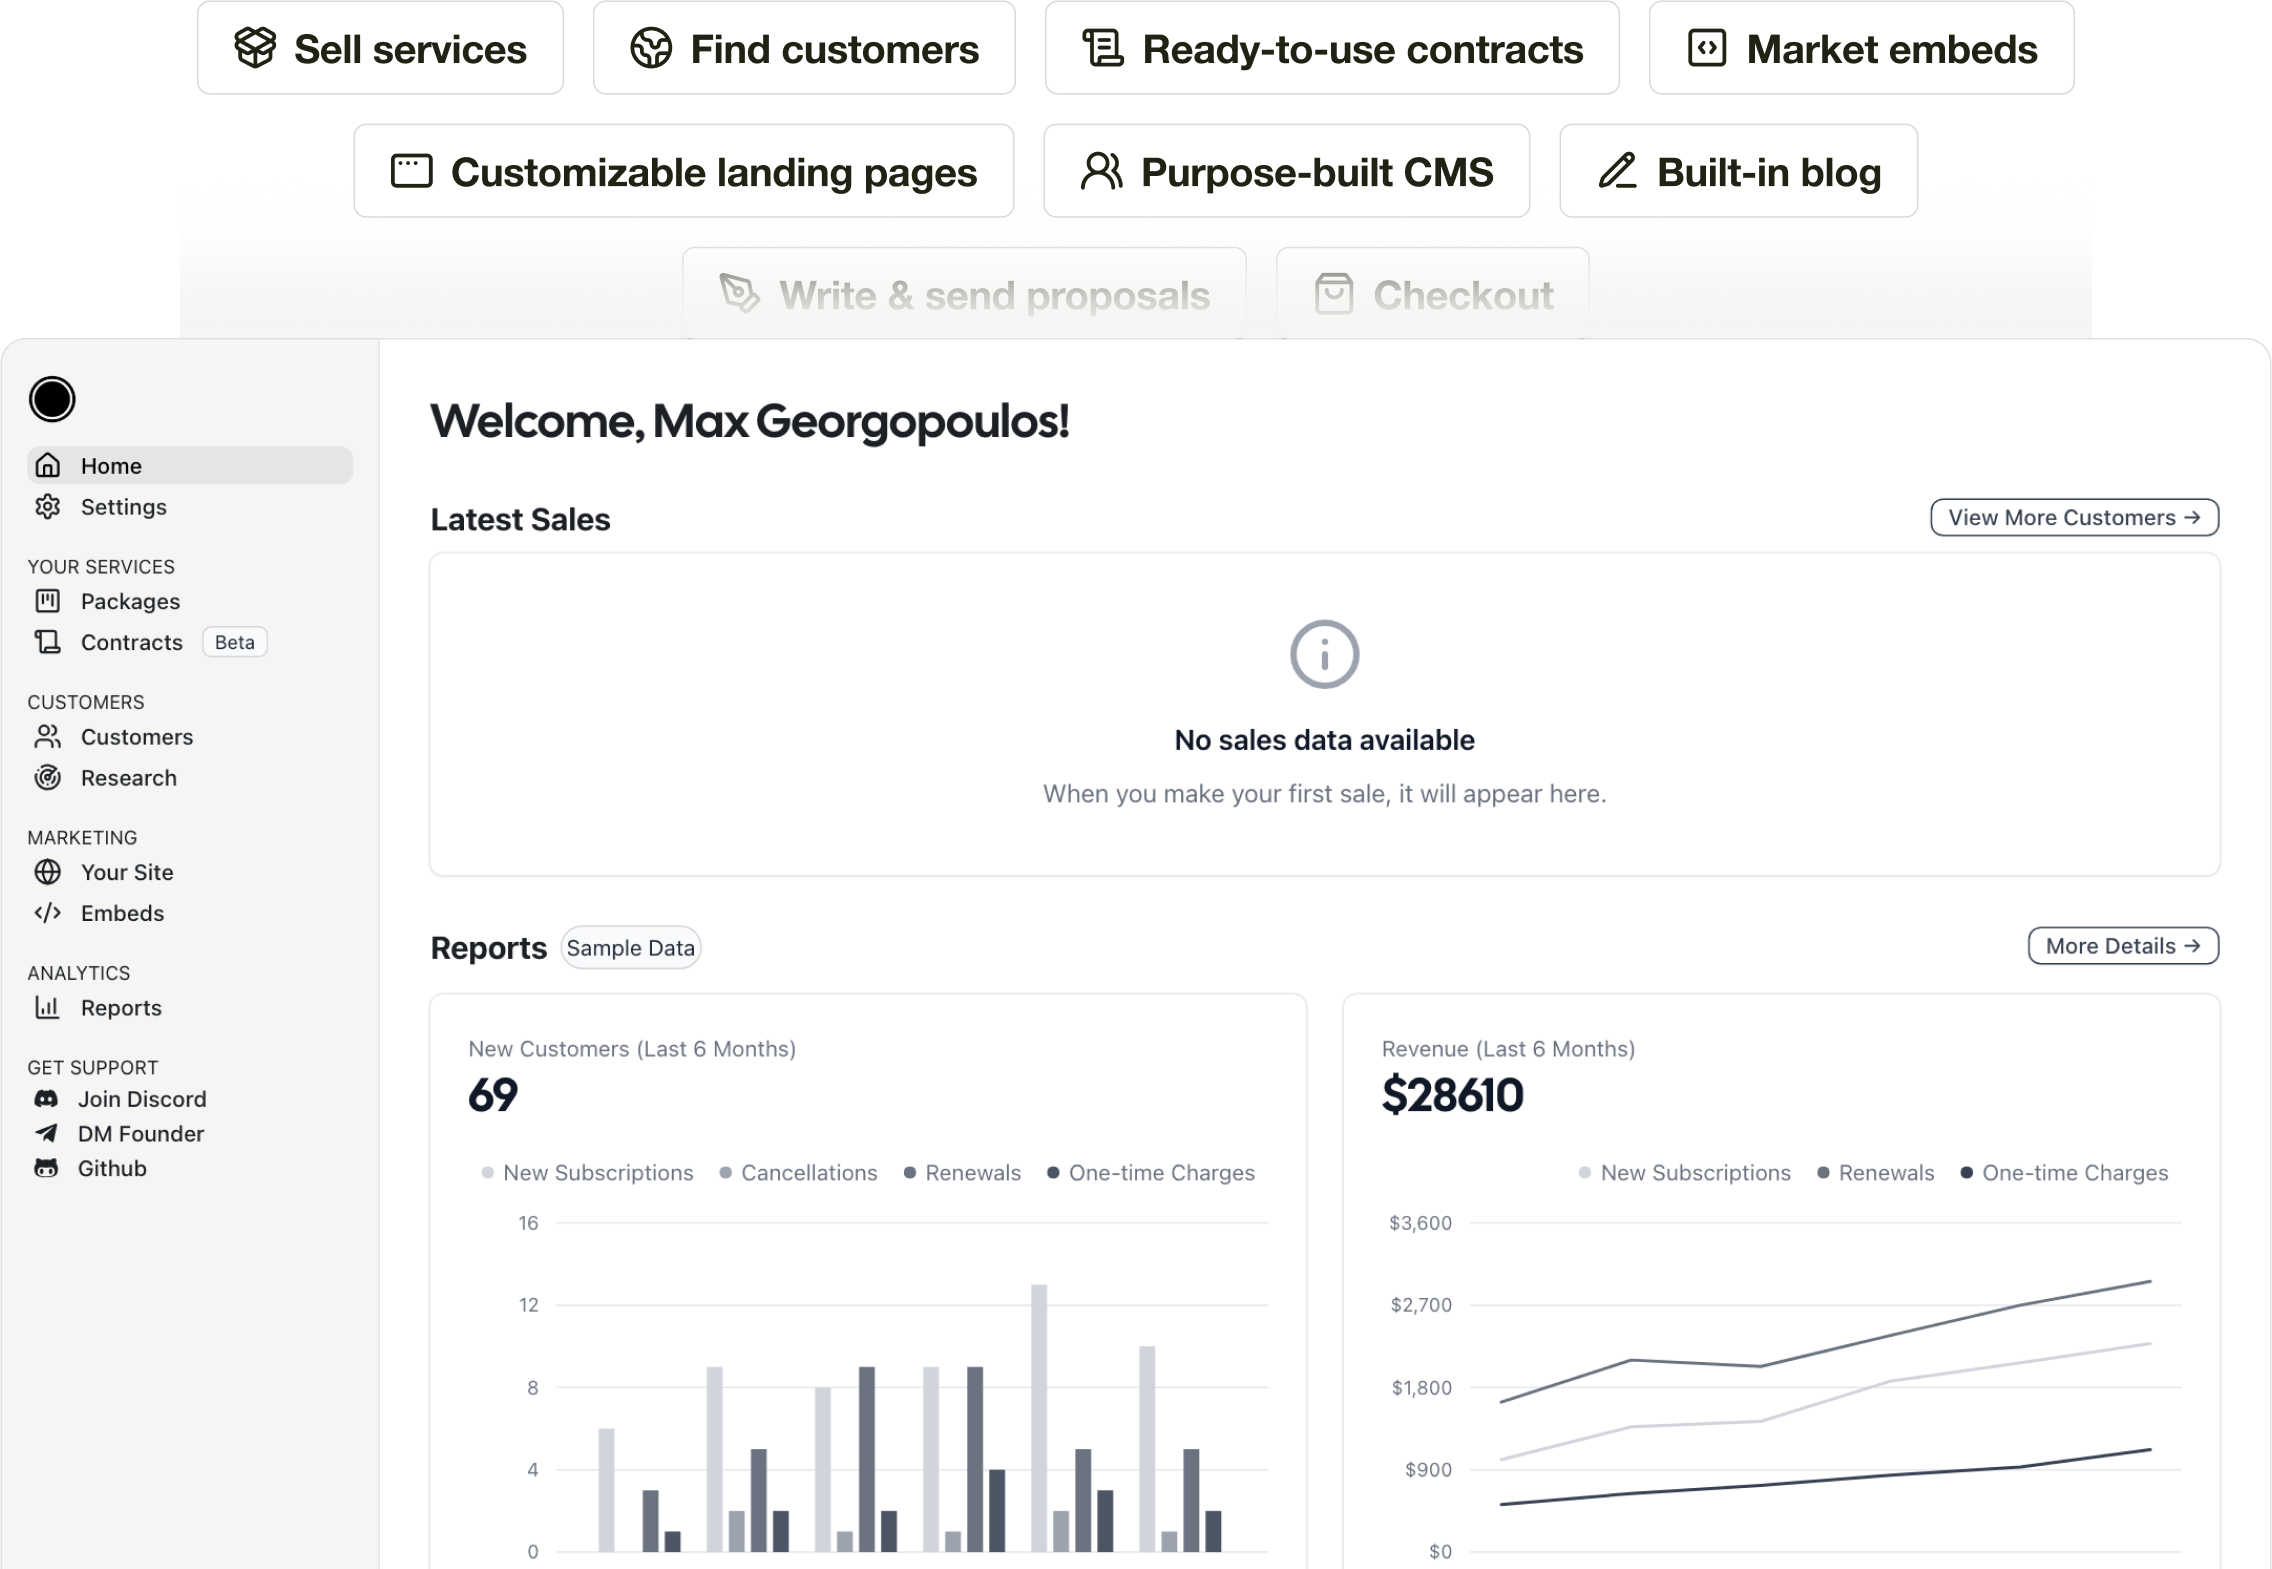 Sell services
Find customers
Ready-to-use contracts
Market embeds
Customizable landing pages
Purpose-built CMS
Built-in blog
Write & send proposals
Checkout
Home
Settings
YOUR SERVICES
Packages
Contracts Beta
CUSTOMERS
Customers
Research
MARKETING
Your Site
Embeds
ANALYTICS
Reports
GET SUPPORT
Join Discord
DM Founder
Github
Welcome, Max Georgopoulos!
Latest Sales
View More Customers →
No sales data available
When you make your first sale, it will appear here.
Reports Sample Data
More Details →
New Customers (Last 6 Months)
69
New Subscriptions Cancellations Renewals One-time Charges
16
12
8
4
0
Revenue (Last 6 Months)
$28610
New Subscriptions Renewals One-time Charges
$3,600
$2,700
$1,800
$900
$0